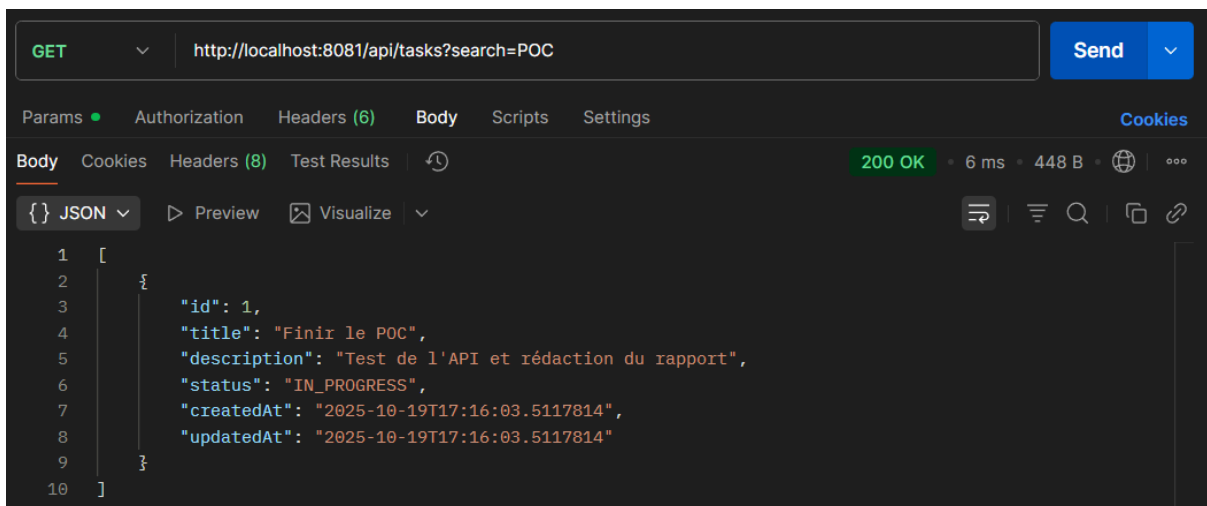 GET http://localhost:8081/api/tasks?search=POC Send
Params Authorization Headers (6) Body Scripts Settings Cookies
Body Cookies Headers (8) Test Results 200 OK • 6 ms • 448 B •
{} JSON Preview Visualize
1 [
2 {
3 "id": 1,
4 "title": "Finir le POC",
5 "description": "Test de l'API et rédaction du rapport",
6 "status": "IN_PROGRESS",
7 "createdAt": "2025-10-19T17:16:03.5117814",
8 "updatedAt": "2025-10-19T17:16:03.5117814"
9 }
10 ]